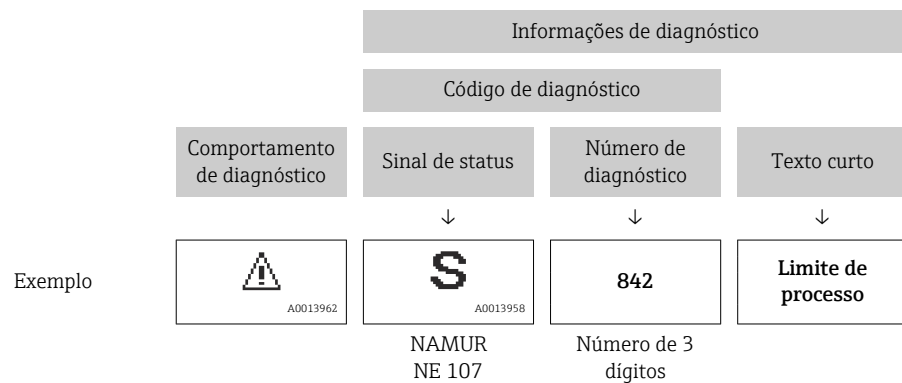 Informações de diagnóstico
Código de diagnóstico
Comportamento
de diagnóstico
Sinal de status
Número de
diagnóstico
Texto curto
↓
↓
↓
Exemplo
A0013962
S
A0013958
842
Limite de
processo
NAMUR
NE 107
Número de 3
dígitos